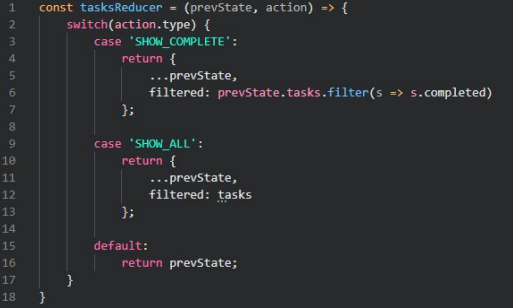 1 const tasksReducer = (prevState, action) => {
2     switch(action.type) {
3         case 'SHOW_COMPLETE':
4             return {
5                 ...prevState,
6                 filtered: prevState.tasks.filter(s => s.completed)
7             };
8
9         case 'SHOW_ALL':
10             return {
11                 ...prevState,
12                 filtered: tasks
13             };
14
15         default:
16             return prevState;
17     }
18 }